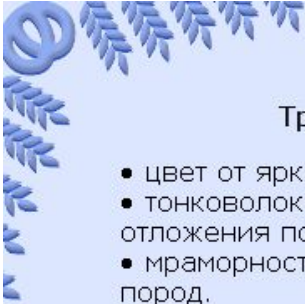 Тр
• цвет от ярк
• тонковолок
отложения по
• мраморност
пород.